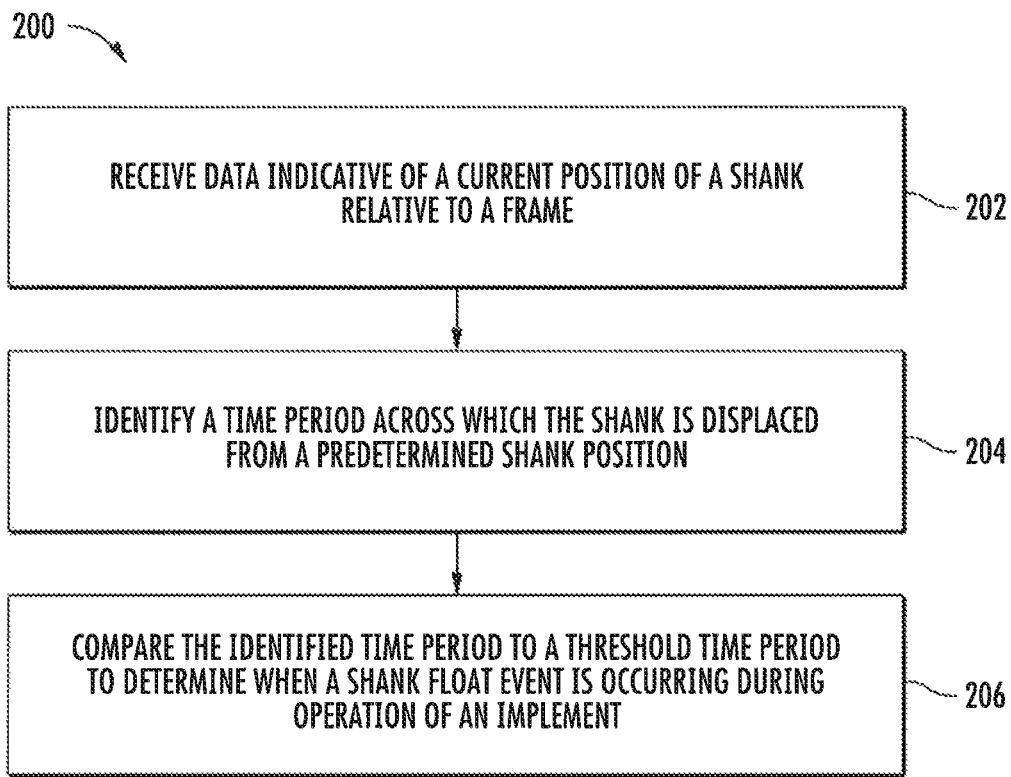 200
RECEIVE DATA INDICATIVE OF A CURRENT POSITION OF A SHANK
RELATIVE TO A FRAME
202
IDENTIFY A TIME PERIOD ACROSS WHICH THE SHANK IS DISPLACED
FROM A PREDETERMINED SHANK POSITION
204
COMPARE THE IDENTIFIED TIME PERIOD TO A THRESHOLD TIME PERIOD
TO DETERMINE WHEN A SHANK FLOAT EVENT IS OCCURRING DURING
OPERATION OF AN IMPLEMENT
206